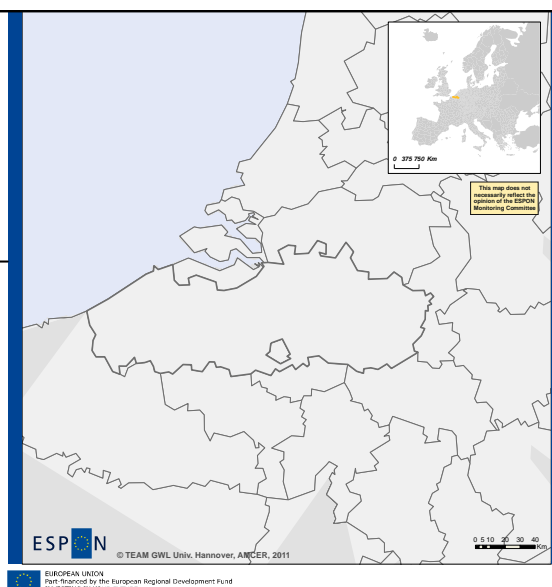 0 375 750 Km
This map does not
necessarily reflect the
opinion of the ESPON
Monitoring Committee
ESPON
© TEAM GWL Univ. Hannover, AMCER, 2011
0 5 10 20 30 40
Km
EUROPEAN UNION
Part-financed by the European Regional Development Fund